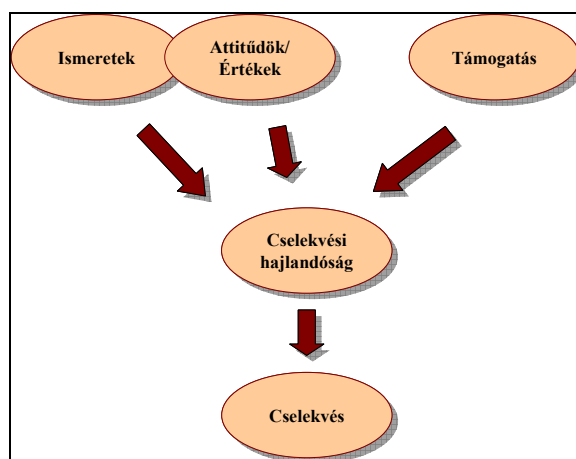 Ismeretek
Attitűdök/
Értékek
Támogatás
Cselekvési
hajlandóság
Cselekvés